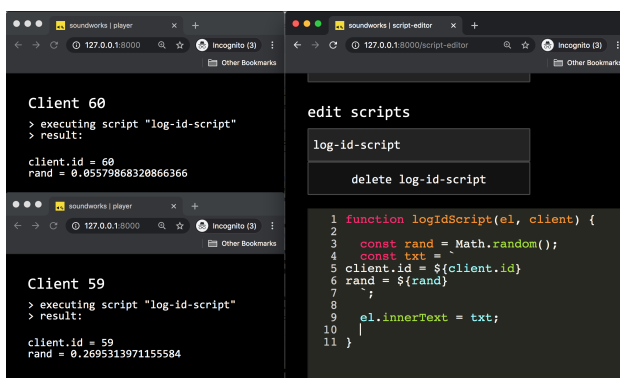 soundworks | player
127.0.0.1:8000
Incognito (3)
Other Bookmarks
Client 60
> executing script "log-id-script"
> result:
client.id = 60
rand = 0.05579868320866366
soundworks | player
127.0.0.1:8000
Incognito (3)
Other Bookmarks
Client 59
> executing script "log-id-script"
> result:
client.id = 59
rand = 0.2695313971155584
soundworks | script-editor
127.0.0.1:8000/script-editor
Incognito (3)
Other Bookmarks
edit scripts
log-id-script
delete log-id-script
1 function logIdScript(el, client) {
2
3   const rand = Math.random();
4   const txt = `
5 client.id = ${client.id}
6 rand = ${rand}
7   `;
8
9   el.innerText = txt;
10
11 }